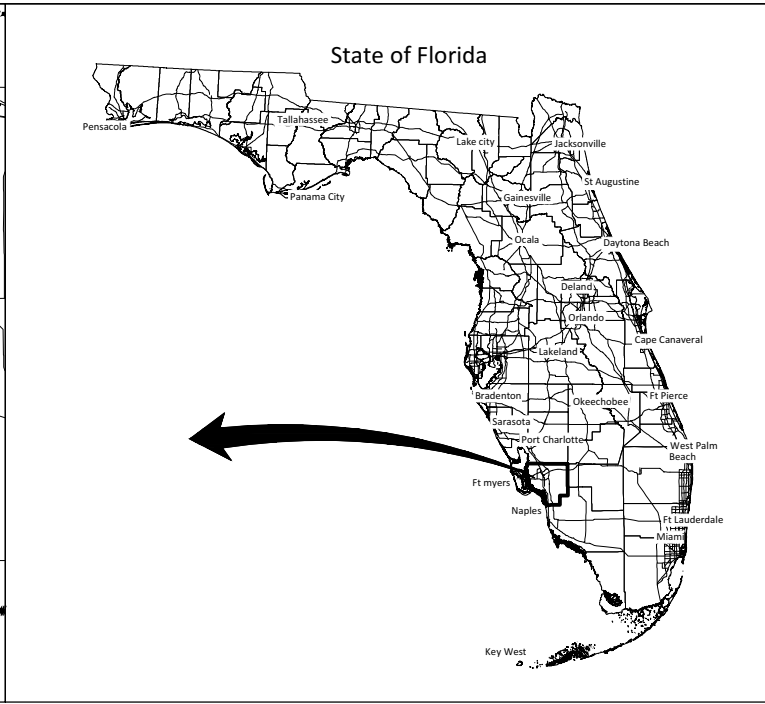 State of Florida
Pensacola
Tallahassee
Lake city
Jacksonville
St Augustine
Panama City
Gainesville
Ocala
Daytona Beach
Deland
Orlando
Cape Canaveral
Lakeland
Bradenton
Okeechobee
Ft Pierce
Sarasota
Port Charlotte
West Palm
Beach
Ft myers
Naples
Ft Lauderdale
Miami
Key West